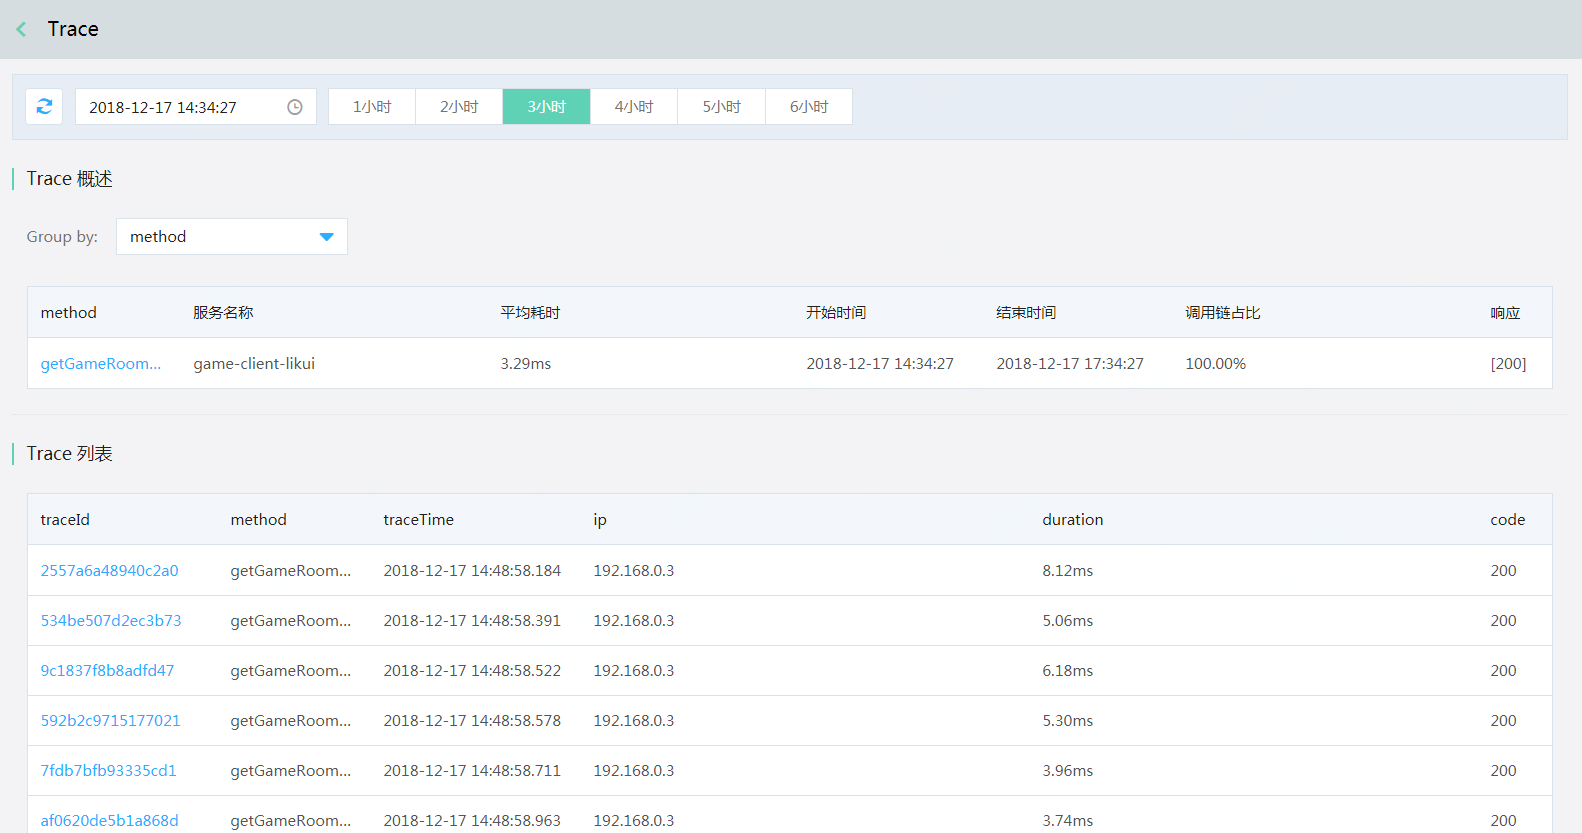 Trace
2018-12-17 14:34:27 1小时 2小时 3小时 4小时 5小时 6小时
Trace 概述
Group by: method
method 服务名称 平均耗时 开始时间 结束时间 调用链占比 响应
getGameRoom... game-client-likui 3.29ms 2018-12-17 14:34:27 2018-12-17 17:34:27 100.00% [200]
Trace 列表
traceId method traceTime ip duration code
2557a6a48940c2a0 getGameRoom... 2018-12-17 14:48:58.184 192.168.0.3 8.12ms 200
534be507d2ec3b73 getGameRoom... 2018-12-17 14:48:58.391 192.168.0.3 5.06ms 200
9c1837f8b8adfd47 getGameRoom... 2018-12-17 14:48:58.522 192.168.0.3 6.18ms 200
592b2c9715177021 getGameRoom... 2018-12-17 14:48:58.578 192.168.0.3 5.30ms 200
7fdb7bfb93335cd1 getGameRoom... 2018-12-17 14:48:58.711 192.168.0.3 3.96ms 200
af0620de5b1a868d getGameRoom... 2018-12-17 14:48:58.963 192.168.0.3 3.74ms 200